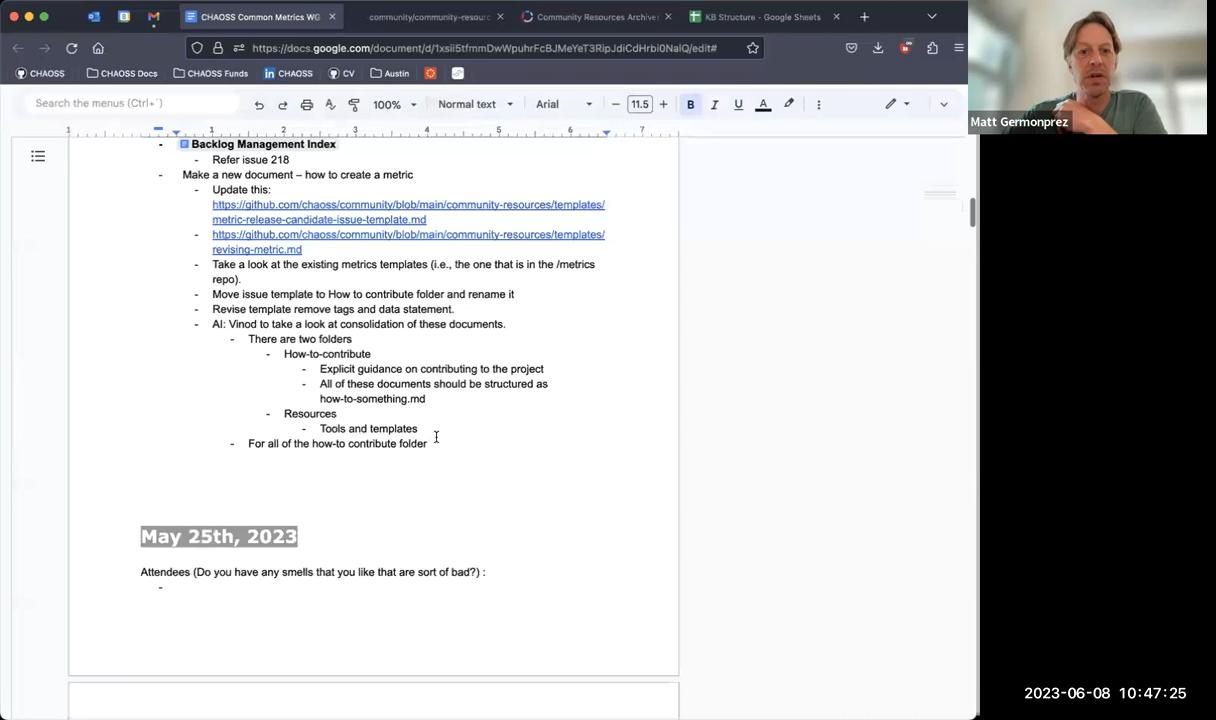 CHAOSS Common Metrics WG
community/community-resourc
Community Resources Archive
KB Structure - Google Sheets
https://docs.google.com/document/d/1xsii5tfmmDwWpuhrFcBJMeYeT3RipJdiCdHrbi0NalQ/edit#
CHAOSS
CHAOSS Docs
CHAOSS Funds
CHAOSS
CV
Austin
Search the menus (Ctrl+`)
100%
Normal text
Arial
11.5
B
I
U
A
1 1 2 3 4 5 6 7
- Backlog Management Index
- Refer issue 218
- Make a new document – how to create a metric
- Update this:
https://github.com/chaoss/community/blob/main/community-resources/templates/
metric-release-candidate-issue-template.md
- https://github.com/chaoss/community/blob/main/community-resources/templates/
revising-metric.md
- Take a look at the existing metrics templates (i.e., the one that is in the /metrics
repo).
- Move issue template to How to contribute folder and rename it
- Revise template remove tags and data statement.
- AI: Vinod to take a look at consolidation of these documents.
- There are two folders
- How-to-contribute
- Explicit guidance on contributing to the project
- All of these documents should be structured as
how-to-something.md
- Resources
- Tools and templates
- For all of the how-to contribute folder
May 25th, 2023
Attendees (Do you have any smells that you like that are sort of bad?) :
-
Matt Germonprez
2023-06-08 10:47:25